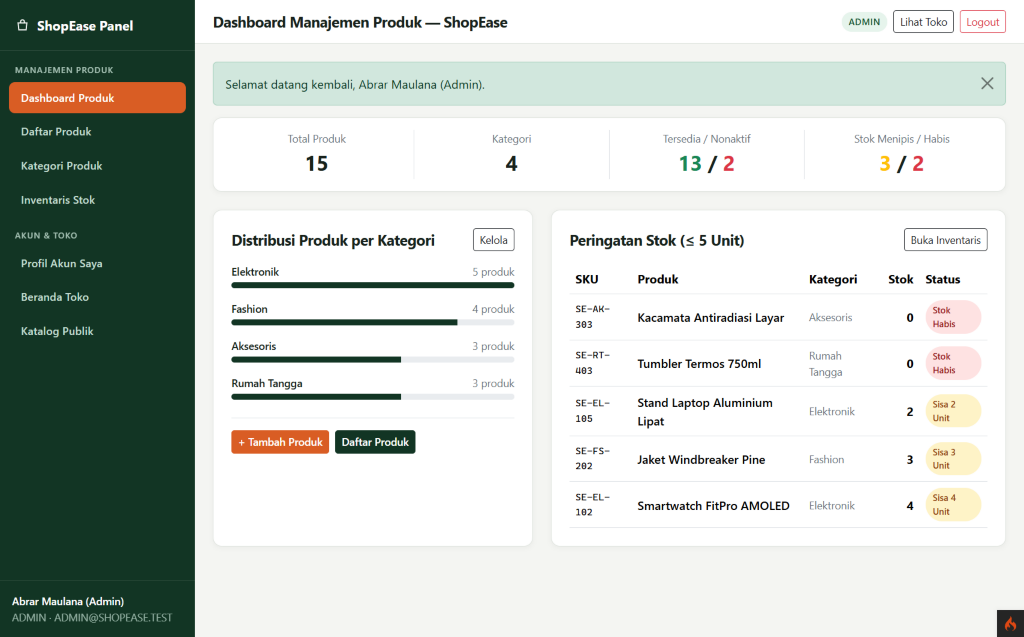 ShopEase Panel
MANAJEMEN PRODUK
Dashboard Produk
Daftar Produk
Kategori Produk
Inventaris Stok
AKUN & TOKO
Profil Akun Saya
Beranda Toko
Katalog Publik
Abrar Maulana (Admin)
ADMIN · ADMIN@SHOPEASE.TEST
Dashboard Manajemen Produk — ShopEase
ADMIN
Lihat Toko
Logout
Selamat datang kembali, Abrar Maulana (Admin).
Total Produk
15
Kategori
4
Tersedia / Nonaktif
13 / 2
Stok Menipis / Habis
3 / 2
Distribusi Produk per Kategori
Kelola
Elektronik 5 produk
Fashion 4 produk
Aksesoris 3 produk
Rumah Tangga 3 produk
+ Tambah Produk
Daftar Produk
Peringatan Stok (≤ 5 Unit)
Buka Inventaris
SKU Produk Kategori Stok Status
SE-AK-
303
Kacamata Antiradiasi Layar
Aksesoris
0
Stok
Habis
SE-RT-
403
Tumbler Termos 750ml
Rumah
Tangga
0
Stok
Habis
SE-EL-
105
Stand Laptop Aluminium
Lipat
Elektronik
2
Sisa 2
Unit
SE-FS-
202
Jaket Windbreaker Pine
Fashion
3
Sisa 3
Unit
SE-EL-
102
Smartwatch FitPro AMOLED
Elektronik
4
Sisa 4
Unit